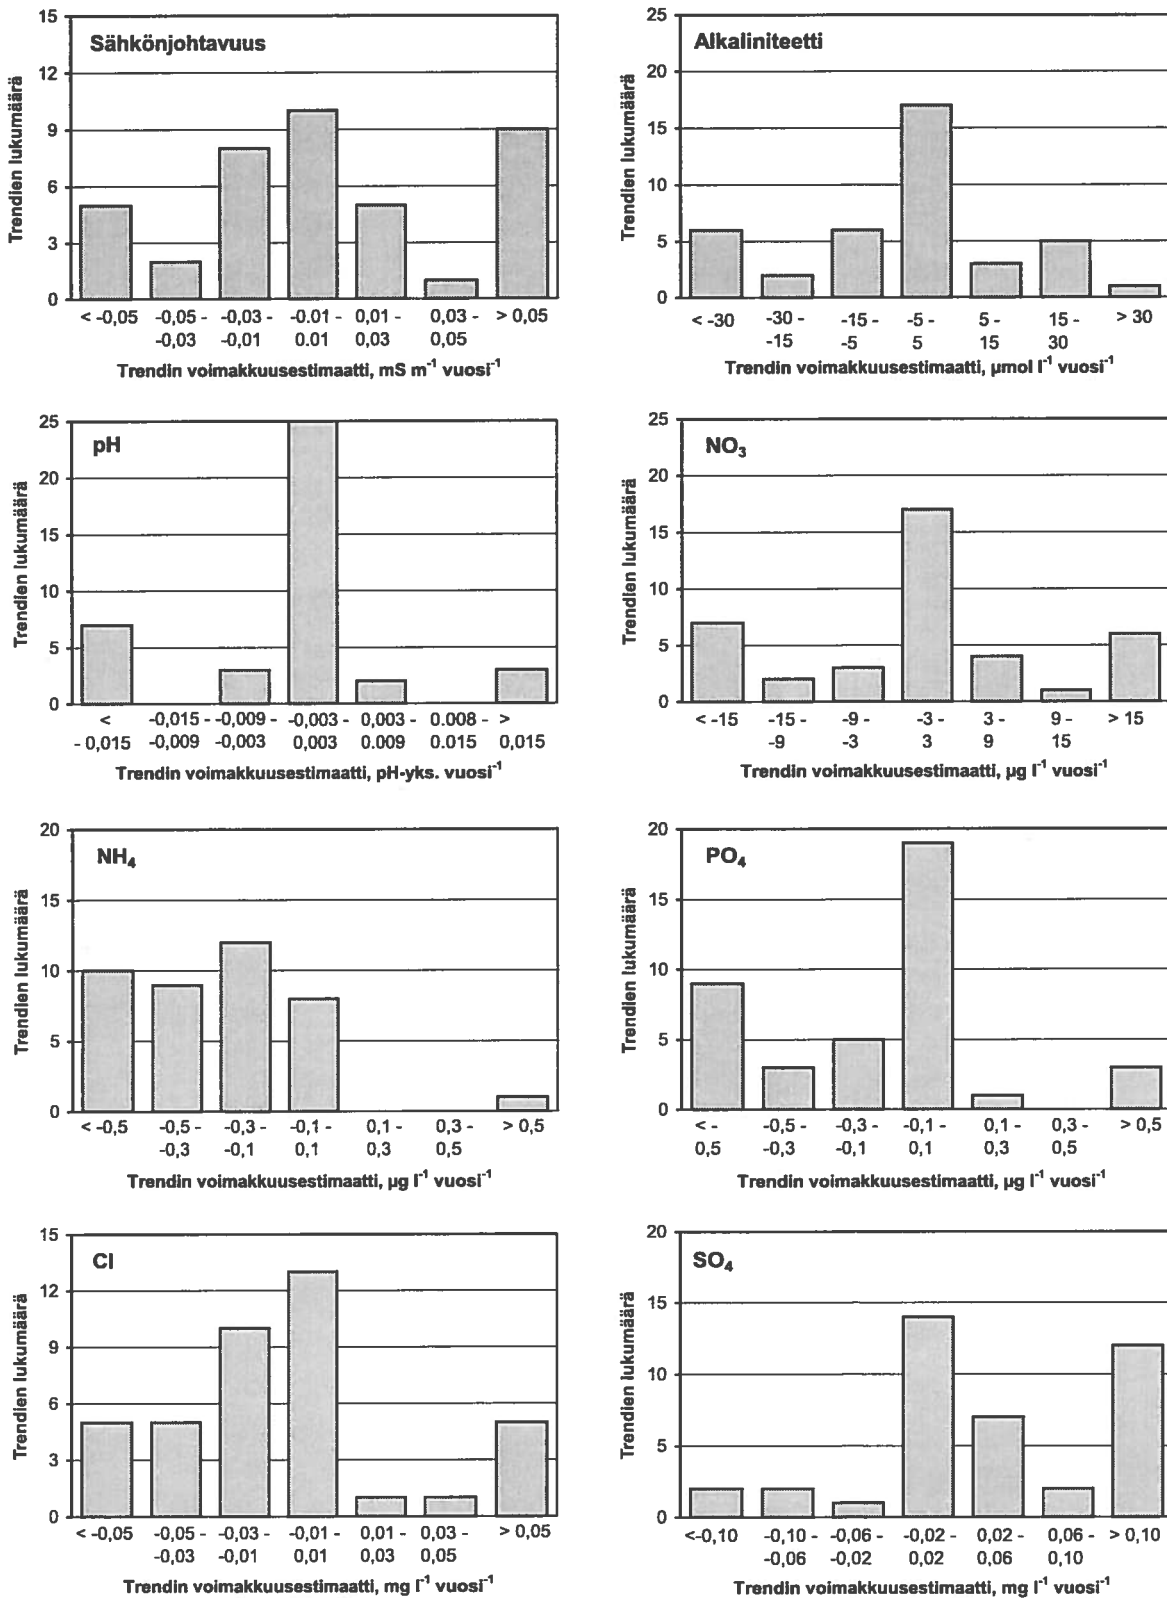 Sähkönjohtavuus
Trendien lukumäärä
15
12
9
6
3
0
< -0,05 -0,05 - -0,03 - -0.01 - 0,01 - 0,03 - > 0,05
-0,03 -0,01 0.01 0,03 0,05
Trendin voimakkuusestimaatti, mS m⁻¹ vuosi⁻¹
Alkaliniteetti
Trendien lukumäärä
25
20
15
10
5
0
< -30 -30 - -15 - -5 - 5 - 15 - > 30
-15 -5 5 15 30
Trendin voimakkuusestimaatti, µmol l⁻¹ vuosi⁻¹
pH
Trendien lukumäärä
25
20
15
10
5
0
< -0,015 - -0,009 - -0,003 - 0,003 - 0.008 - >
- 0,015 -0,009 -0,003 0,003 0.009 0.015 0,015
Trendin voimakkuusestimaatti, pH-yks. vuosi⁻¹
NO₃
Trendien lukumäärä
25
20
15
10
5
0
< -15 -15 - -9 - -3 - 3 - 9 - > 15
-9 -3 3 9 15
Trendin voimakkuusestimaatti, µg l⁻¹ vuosi⁻¹
NH₄
Trendien lukumäärä
20
15
10
5
0
< -0,5 -0,5 - -0,3 - -0,1 - 0,1 - 0,3 - > 0,5
-0,3 -0,1 0,1 0,3 0,5
Trendin voimakkuusestimaatti, µg l⁻¹ vuosi⁻¹
PO₄
Trendien lukumäärä
20
15
10
5
0
< - -0,5 - -0,3 - -0,1 - 0,1 - 0,3 - > 0,5
0,5 -0,3 -0,1 0,1 0,3 0,5
Trendin voimakkuusestimaatti, µg l⁻¹ vuosi⁻¹
Cl
Trendien lukumäärä
15
12
9
6
3
0
< -0,05 -0,05 - -0,03 - -0,01 - 0,01 - 0,03 - > 0,05
-0,03 -0,01 0,01 0,03 0,05
Trendin voimakkuusestimaatti, mg l⁻¹ vuosi⁻¹
SO₄
Trendien lukumäärä
20
15
10
5
0
<-0,10 -0,10 - -0,06 - -0,02 - 0,02 - 0,06 - > 0,10
-0,06 -0,02 0,02 0,06 0,10
Trendin voimakkuusestimaatti, mg l⁻¹ vuosi⁻¹